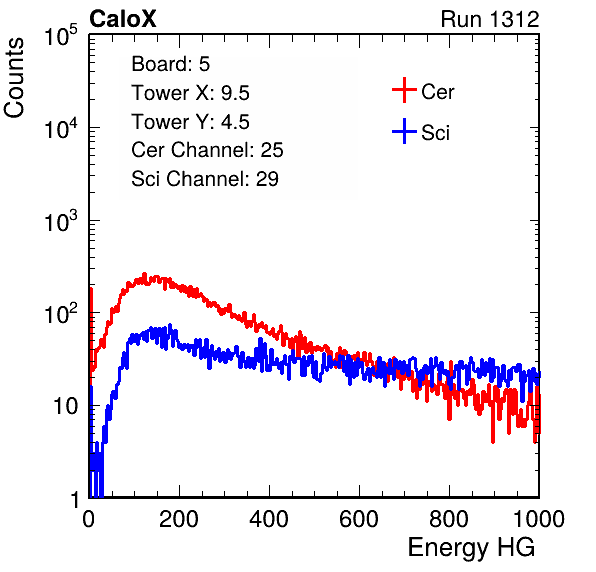 CaloX Run 1312
Counts
10^5
10^4
10^3
10^2
10
1
Board: 5
Tower X: 9.5
Tower Y: 4.5
Cer Channel: 25
Sci Channel: 29
Cer
Sci
0 200 400 600 800 1000
Energy HG